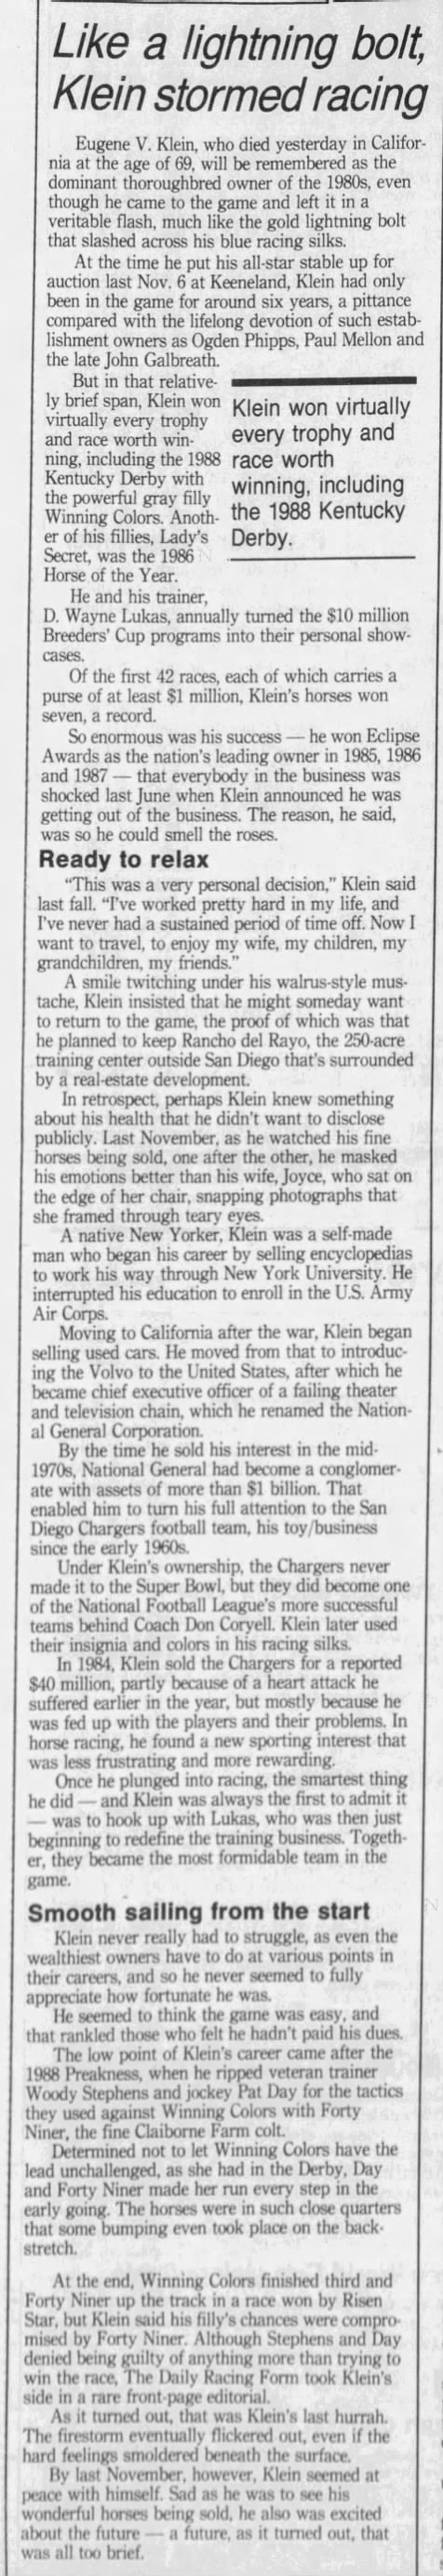 Like a lightning bolt,
Klein stormed racing
Eugene V. Klein, who died yesterday in Califor-
nia at the age of 69, will be remembered as the
dominant thoroughbred owner of the 1980s, even
though he came to the game and left it in a
veritable flash, much like the gold lightning bolt
that slashed across his blue racing silks.
At the time he put his all-star stable up for
auction last Nov. 6 at Keeneland, Klein had only
been in the game for around six years, a pittance
compared with the lifelong devotion of such estab-
lishment owners as Ogden Phipps, Paul Mellon and
the late John Galbreath.
But in that relative-
ly brief span, Klein won
virtually every trophy
and race worth win-
ning, including the 1988
Kentucky Derby with
the powerful gray filly
Winning Colors. Anoth-
er of his fillies, Lady's
Secret, was the 1986
Horse of the Year.
Klein won virtually
every trophy and
race worth
winning, including
the 1988 Kentucky
Derby.
He and his trainer,
D. Wayne Lukas, annually turned the $10 million
Breeders' Cup programs into their personal show-
cases.
Of the first 42 races, each of which carries a
purse of at least $1 million, Klein's horses won
seven, a record.
So enormous was his success — he won Eclipse
Awards as the nation's leading owner in 1985, 1986
and 1987 — that everybody in the business was
shocked last June when Klein announced he was
getting out of the business. The reason, he said,
was so he could smell the roses.
Ready to relax
"This was a very personal decision," Klein said
last fall. "I've worked pretty hard in my life, and
I've never had a sustained period of time off. Now I
want to travel, to enjoy my wife, my children, my
grandchildren, my friends."
A smile twitching under his walrus-style mus-
tache, Klein insisted that he might someday want
to return to the game, the proof of which was that
he planned to keep Rancho del Rayo, the 250-acre
training center outside San Diego that's surrounded
by a real-estate development.
In retrospect, perhaps Klein knew something
about his health that he didn't want to disclose
publicly. Last November, as he watched his fine
horses being sold, one after the other, he masked
his emotions better than his wife, Joyce, who sat on
the edge of her chair, snapping photographs that
she framed through teary eyes.
A native New Yorker, Klein was a self-made
man who began his career by selling encyclopedias
to work his way through New York University. He
interrupted his education to enroll in the U.S. Army
Air Corps.
Moving to California after the war, Klein began
selling used cars. He moved from that to introduc-
ing the Volvo to the United States, after which he
became chief executive officer of a failing theater
and television chain, which he renamed the Nation-
al General Corporation.
By the time he sold his interest in the mid-
1970s, National General had become a conglomer-
ate with assets of more than $1 billion. That
enabled him to turn his full attention to the San
Diego Chargers football team, his toy/business
since the early 1960s.
Under Klein's ownership, the Chargers never
made it to the Super Bowl, but they did become one
of the National Football League's more successful
teams behind Coach Don Coryell. Klein later used
their insignia and colors in his racing silks.
In 1984, Klein sold the Chargers for a reported
$40 million, partly because of a heart attack he
suffered earlier in the year, but mostly because he
was fed up with the players and their problems. In
horse racing, he found a new sporting interest that
was less frustrating and more rewarding.
Once he plunged into racing, the smartest thing
he did — and Klein was always the first to admit it
— was to hook up with Lukas, who was then just
beginning to redefine the training business. Togeth-
er, they became the most formidable team in the
game.
Smooth sailing from the start
Klein never really had to struggle, as even the
wealthiest owners have to do at various points in
their careers, and so he never seemed to fully
appreciate how fortunate he was.
He seemed to think the game was easy, and
that rankled those who felt he hadn't paid his dues.
The low point of Klein's career came after the
1988 Preakness, when he ripped veteran trainer
Woody Stephens and jockey Pat Day for the tactics
they used against Winning Colors with Forty
Niner, the fine Claiborne Farm colt.
Determined not to let Winning Colors have the
lead unchallenged, as she had in the Derby, Day
and Forty Niner made her run every step in the
early going. The horses were in such close quarters
that some bumping even took place on the back-
stretch.
At the end, Winning Colors finished third and
Forty Niner up the track in a race won by Risen
Star, but Klein said his filly's chances were compro-
mised by Forty Niner. Although Stephens and Day
denied being guilty of anything more than trying to
win the race, The Daily Racing Form took Klein's
side in a rare front-page editorial.
As it turned out, that was Klein's last hurrah.
The firestorm eventually flickered out, even if the
hard feelings smoldered beneath the surface.
By last November, however, Klein seemed at
peace with himself. Sad as he was to see his
wonderful horses being sold, he also was excited
about the future — a future, as it turned out, that
was all too brief.